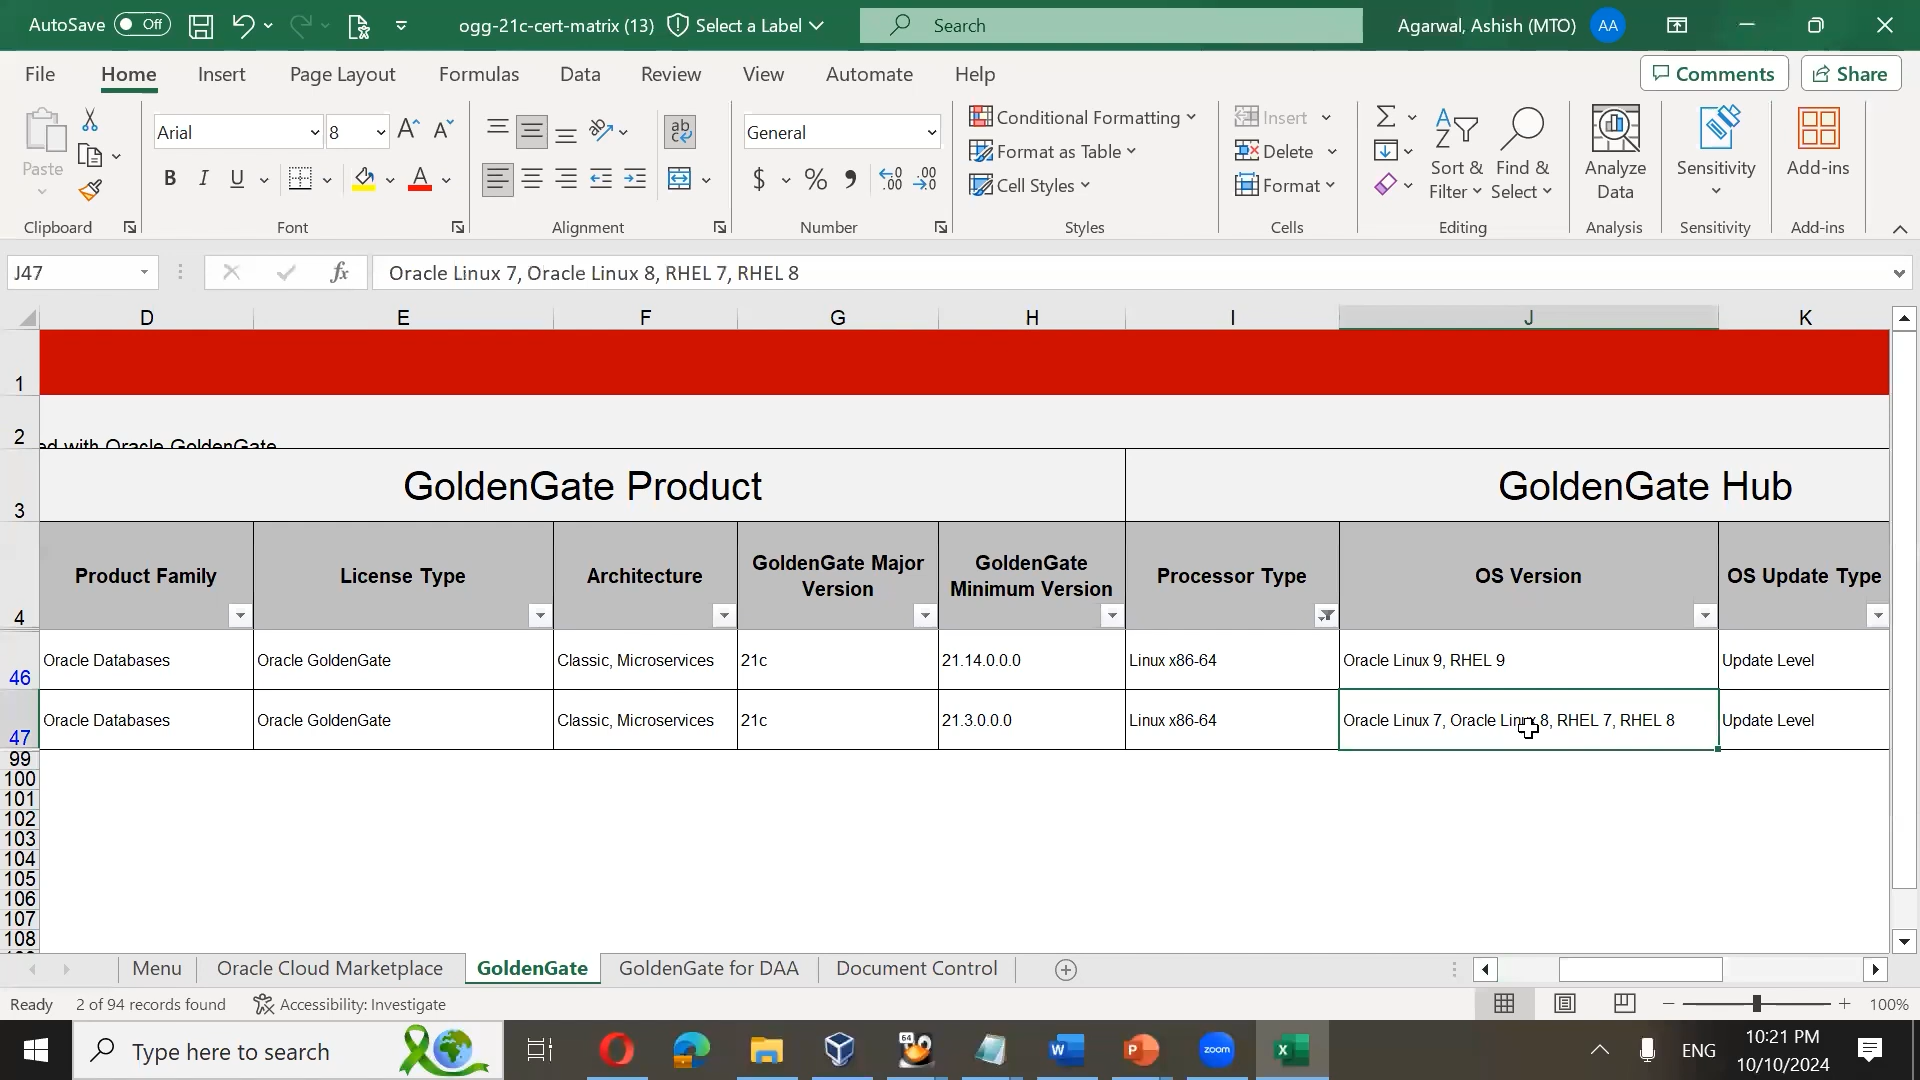 AutoSave Off ogg-21c-cert-matrix (13) Select a Label Search Agarwal, Ashish (MTO) AA
File Home Insert Page Layout Formulas Data Review View Automate Help Comments Share
Paste
Arial 8
B I U
ab
General
$ % 9
Conditional Formatting
Format as Table
Cell Styles
Insert
Delete
Format
Sort & Filter
Find & Select
Analyze Data
Sensitivity
Add-ins
Clipboard Font Alignment Number Styles Cells Editing Analysis Sensitivity Add-ins
J47 fx Oracle Linux 7, Oracle Linux 8, RHEL 7, RHEL 8
D E F G H I J K
1
2 ed with Oracle GoldenGate
3 GoldenGate Product GoldenGate Hub
4 Product Family License Type Architecture GoldenGate Major Version GoldenGate Minimum Version Processor Type OS Version OS Update Type
46 Oracle Databases Oracle GoldenGate Classic, Microservices 21c 21.14.0.0.0 Linux x86-64 Oracle Linux 9, RHEL 9 Update Level
47 Oracle Databases Oracle GoldenGate Classic, Microservices 21c 21.3.0.0.0 Linux x86-64 Oracle Linux 7, Oracle Linux 8, RHEL 7, RHEL 8 Update Level
99
100
101
102
103
104
105
106
107
108
Menu Oracle Cloud Marketplace GoldenGate GoldenGate for DAA Document Control
Ready 2 of 94 records found Accessibility: Investigate 100%
Type here to search zoom ENG 10:21 PM
10/10/2024